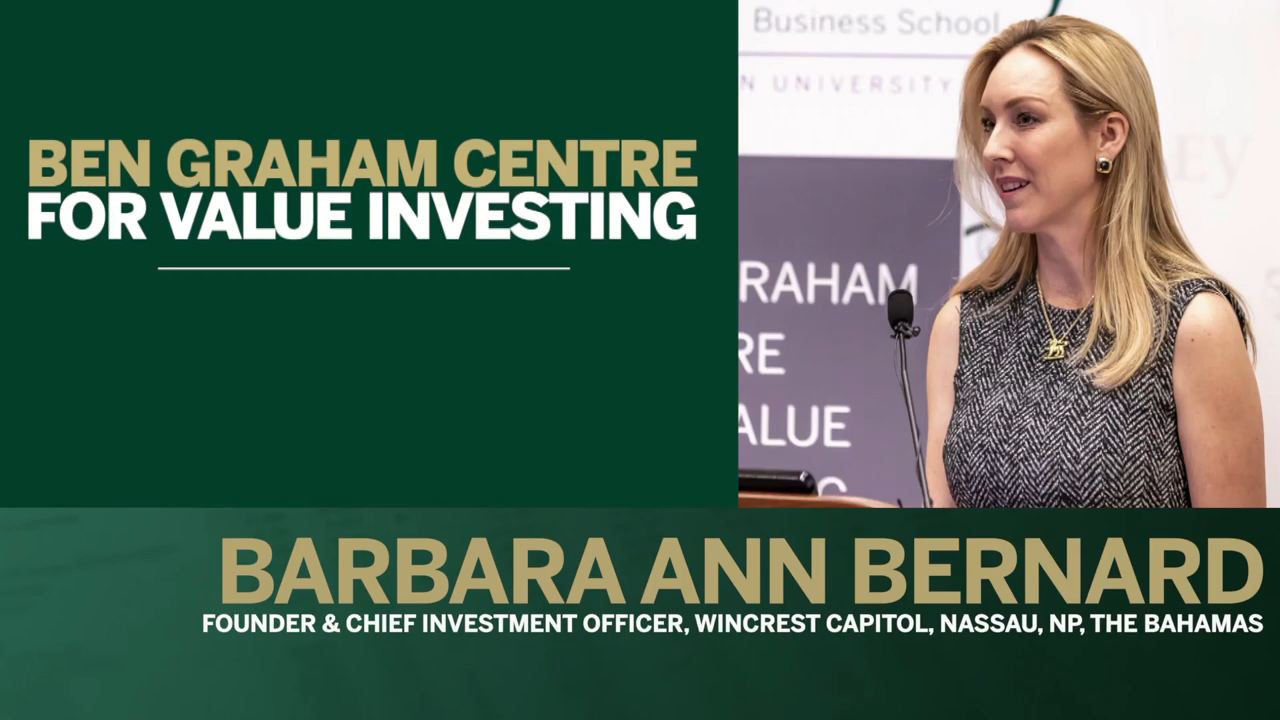 BEN GRAHAM CENTRE
FOR VALUE INVESTING
Business School
N UNIVERSITY
RAHAM
RE
ALUE
BARBARA ANN BERNARD
FOUNDER & CHIEF INVESTMENT OFFICER, WINCREST CAPITOL, NASSAU, NP, THE BAHAMAS